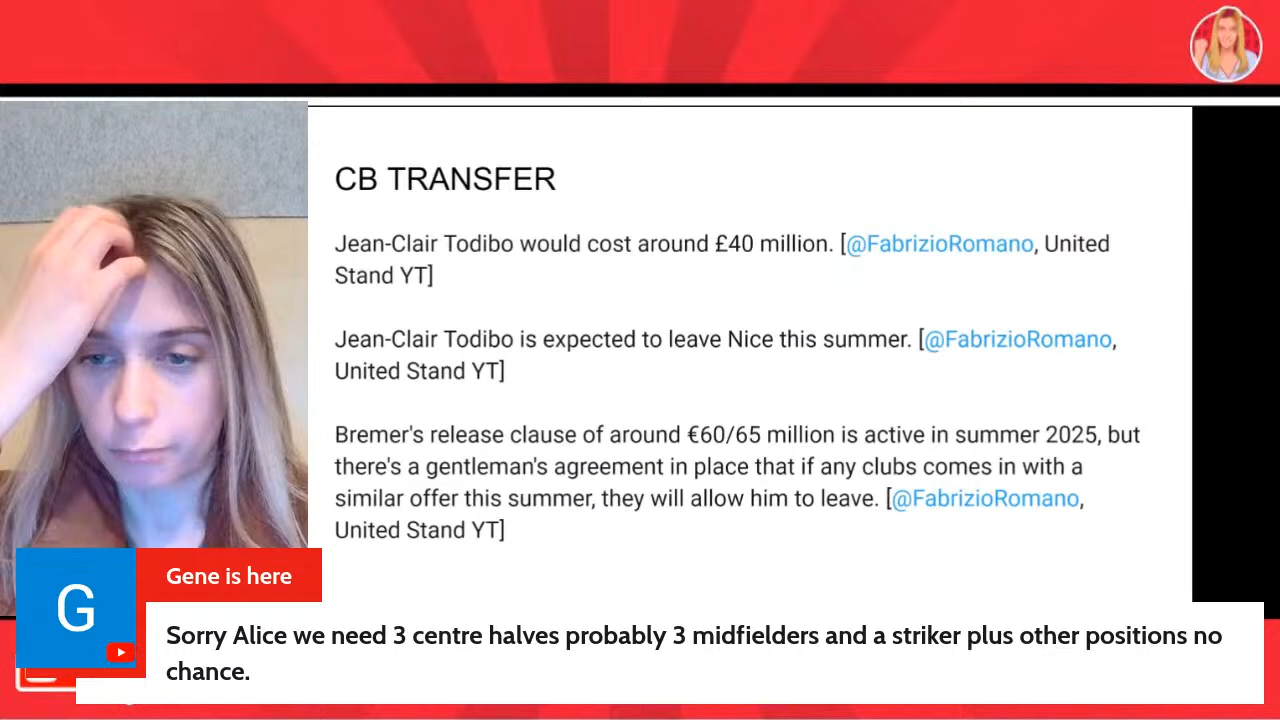 CB TRANSFER
Jean-Clair Todibo would cost around £40 million. [@FabrizioRomano, United
Stand YT]
Jean-Clair Todibo is expected to leave Nice this summer. [@FabrizioRomano,
United Stand YT]
Bremer's release clause of around €60/65 million is active in summer 2025, but
there's a gentleman's agreement in place that if any clubs comes in with a
similar offer this summer, they will allow him to leave. [@FabrizioRomano,
United Stand YT]
G
Gene is here
Sorry Alice we need 3 centre halves probably 3 midfielders and a striker plus other positions no
chance.